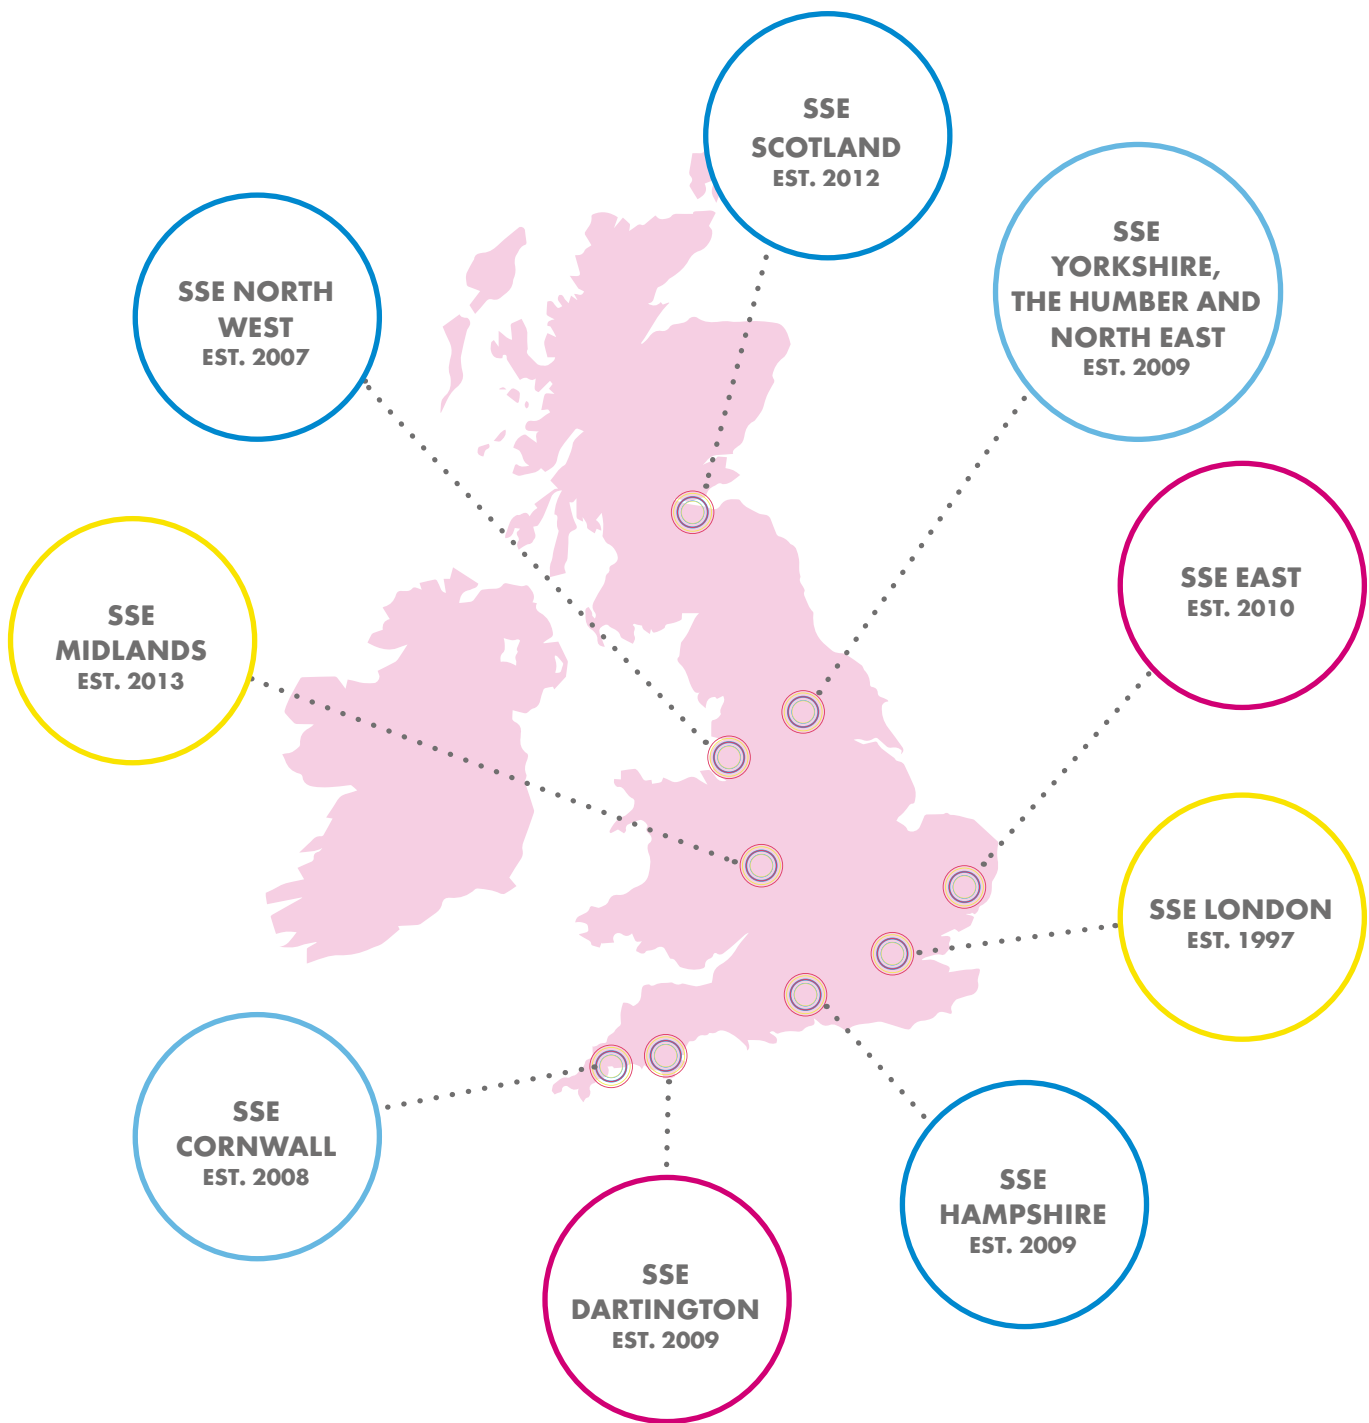 SSE
SCOTLAND
EST. 2012
SSE
YORKSHIRE,
THE HUMBER AND
NORTH EAST
EST. 2009
SSE NORTH
WEST
EST. 2007
SSE EAST
EST. 2010
SSE
MIDLANDS
EST. 2013
SSE LONDON
EST. 1997
SSE
CORNWALL
EST. 2008
SSE
HAMPSHIRE
EST. 2009
SSE
DARTINGTON
EST. 2009